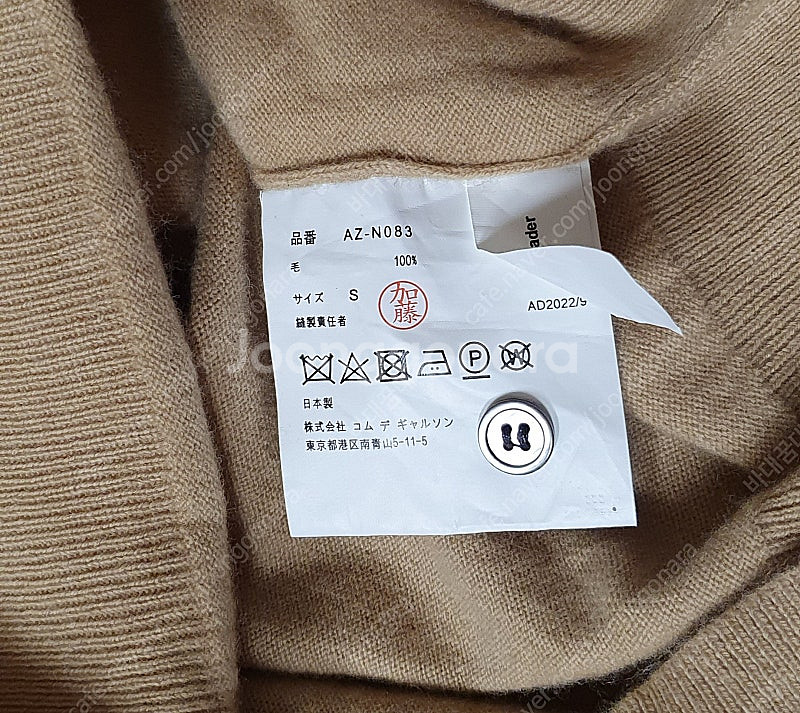 品番 AZ-N083
毛 100%
サイズ S
加藤
縫製責任者
AD2022/
ader
P
W
日本製
株式会社 コム デ ギャルソン
東京都港区南青山5-11-5
Joonggonara